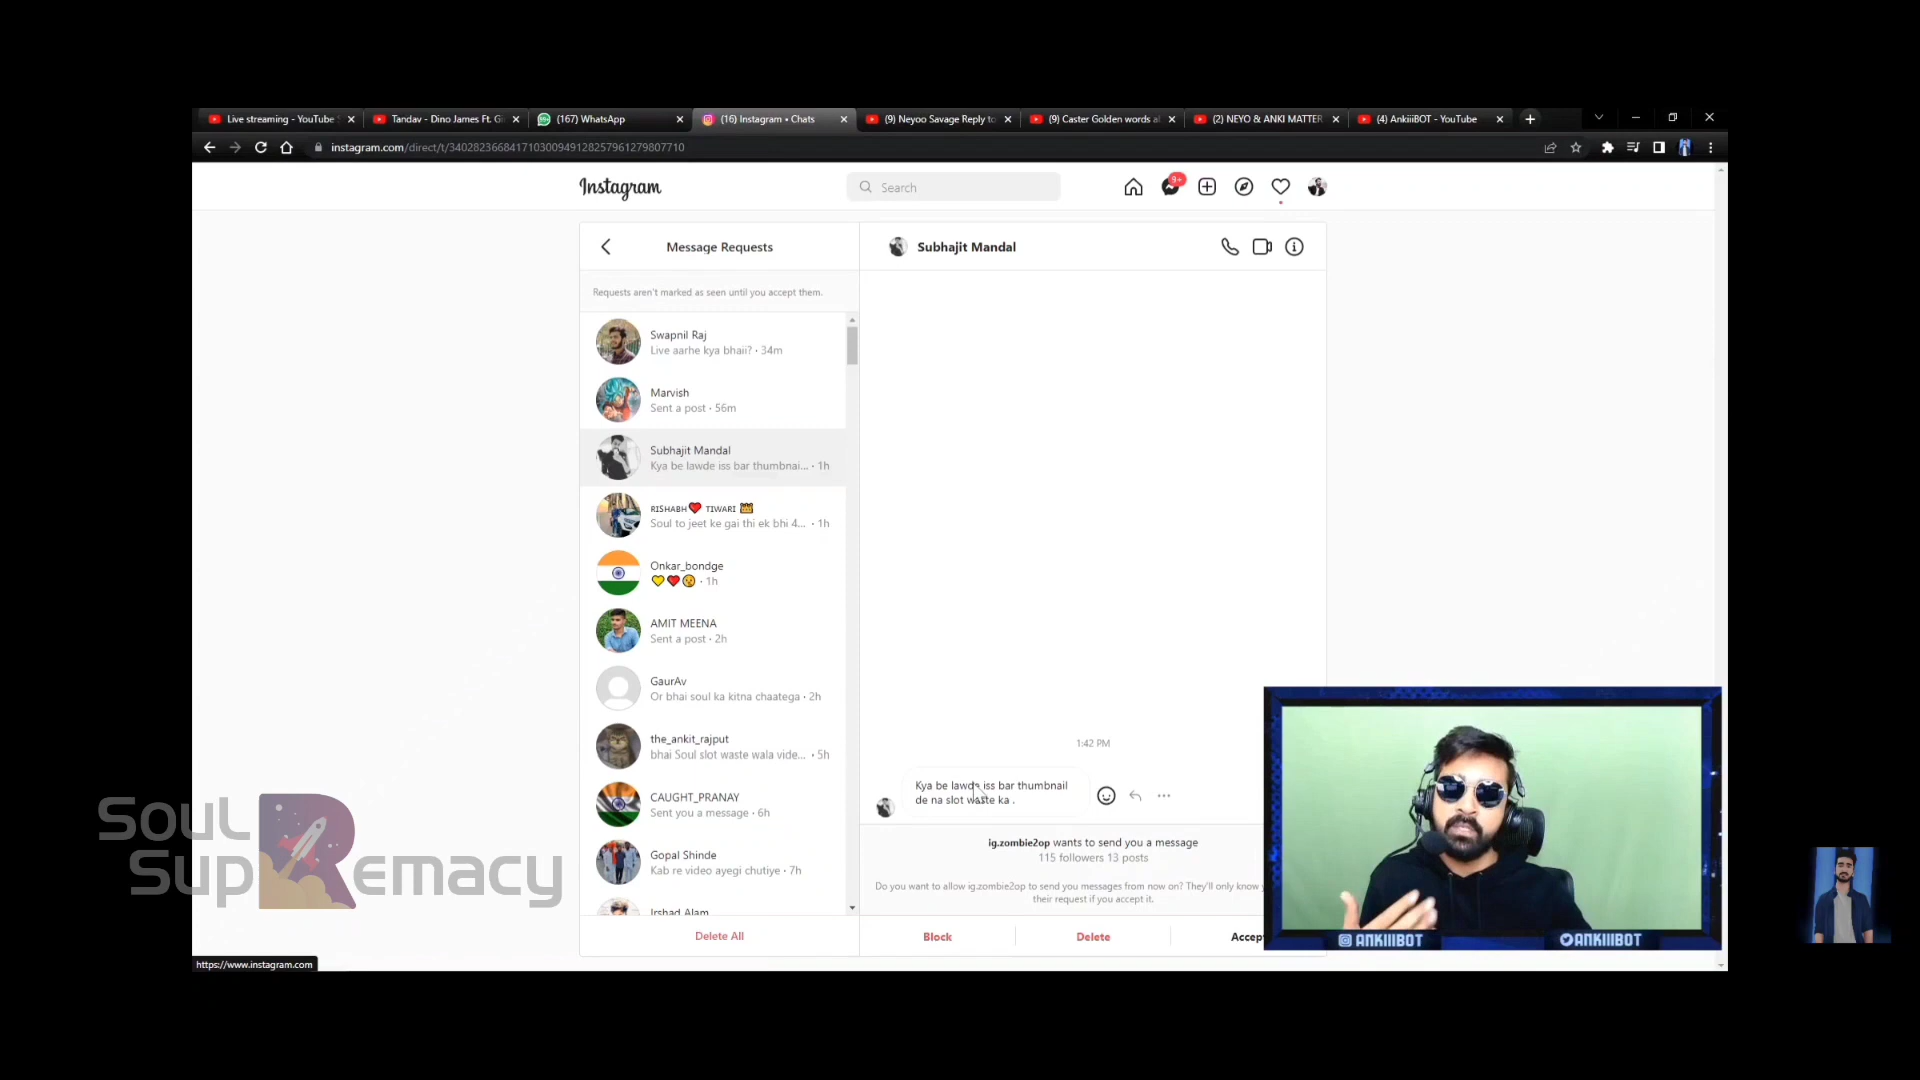 Live streaming - YouTube
Tandav - Dino James Ft. Gi
(167) WhatsApp
(16) Instagram • Chats
(9) Neyoo Savage Reply to
(9) Caster Golden words a
(2) NEYO & ANKI MATTER
(4) AnkiiiBOT - YouTube
instagram.com/direct/t/340282366841710300949128257961279807710
Instagram
Search
9+
Message Requests
Requests aren't marked as seen until you accept them.
Swapnil Raj
Live aarhe kya bhaii? · 34m
Marvish
Sent a post · 56m
Subhajit Mandal
Kya be lawde iss bar thumbnai... · 1h
RISHABH❤️ TIWARI 👑
Soul to jeet ke gai thi ek bhi 4... · 1h
Onkar_bondge
💛❤️😘 · 1h
AMIT MEENA
Sent a post · 2h
GaurAv
Or bhai soul ka kitna chaatega · 2h
the_ankit_rajput
bhai Soul slot waste wala vide... · 5h
CAUGHT_PRANAY
Sent you a message · 6h
Gopal Shinde
Kab re video ayegi chutiye · 7h
Irshad Alam
Delete All
Subhajit Mandal
1:42 PM
Kya be lawde iss bar thumbnail
de na slot waste ka .
ig.zombie2op wants to send you a message
115 followers 13 posts
Do you want to allow ig.zombie2op to send you messages from now on? They'll only know
their request if you accept it.
Block
Delete
Accept
ANKIIIBOT
ANKIIIBOT
Soul
SupRemacy
https://www.instagram.com